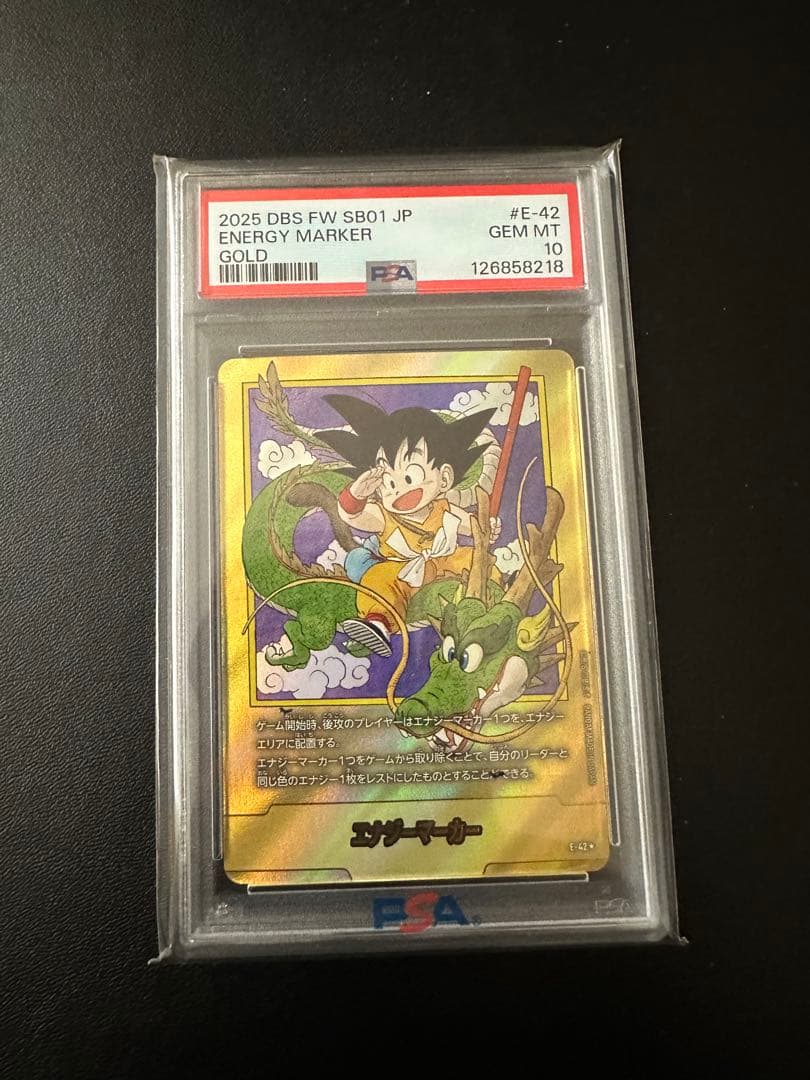 2025 DBS FW SB01 JP #E-42
ENERGY MARKER GEM MT
GOLD 10
PSA 126858218
ゲーム開始時、後攻のプレイヤーはエナジーマーカー1つを、エナジー
エリアに配置する。
エナジーマーカー1つをゲームから取り除くことで、自分のリーダーと
同じ色のエナジー1枚をレストにしたものとすること できる。
エナジーマーカー
E-42★
PSA